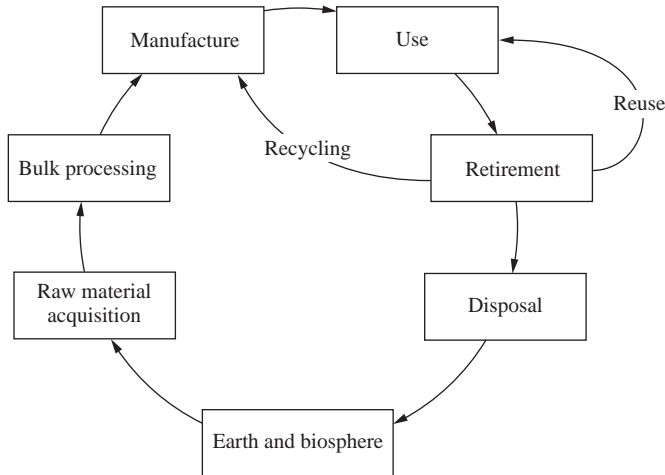 Manufacture
Use
Reuse
Recycling
Bulk processing
Retirement
Raw material
acquisition
Disposal
Earth and biosphere